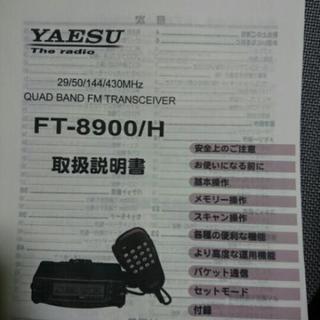 YAESU
The radio
29/50/144/430MHz
QUAD BAND FM TRANSCEIVER
FT-8900/H
取扱説明書
安全上のご注意
お使いになる前に
基本操作
メモリー操作
スキャン操作
各種の便利な機能
より高度な運用機能
パケット通信
セットモード
付録